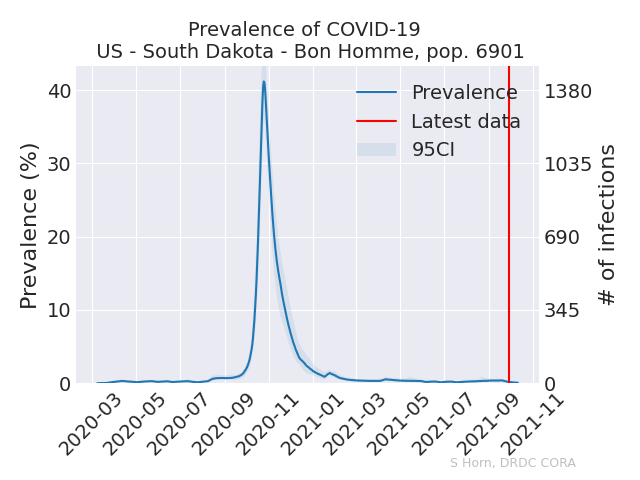 Prevalence of COVID-19
US - South Dakota - Bon Homme, pop. 6901
Prevalence (%)
40
30
20
10
0
Prevalence
Latest data
95CI
1380
1035
690
345
0
# of infections
2020-03
2020-05
2020-07
2020-09
2020-11
2021-01
2021-03
2021-05
2021-07
2021-09
2021-11
S Horn, DRDC CORA